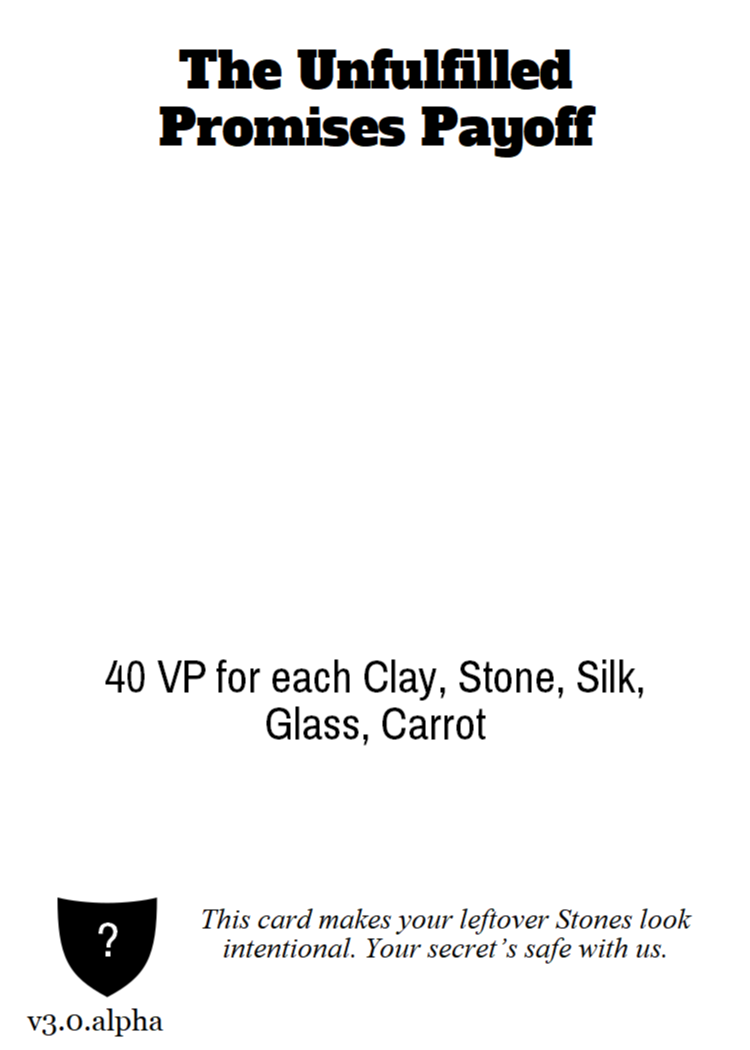 The Unfulfilled
Promises Payoff
40 VP for each Clay, Stone, Silk,
Glass, Carrot
?
This card makes your leftover Stones look
intentional. Your secret’s safe with us.
v3.0.alpha